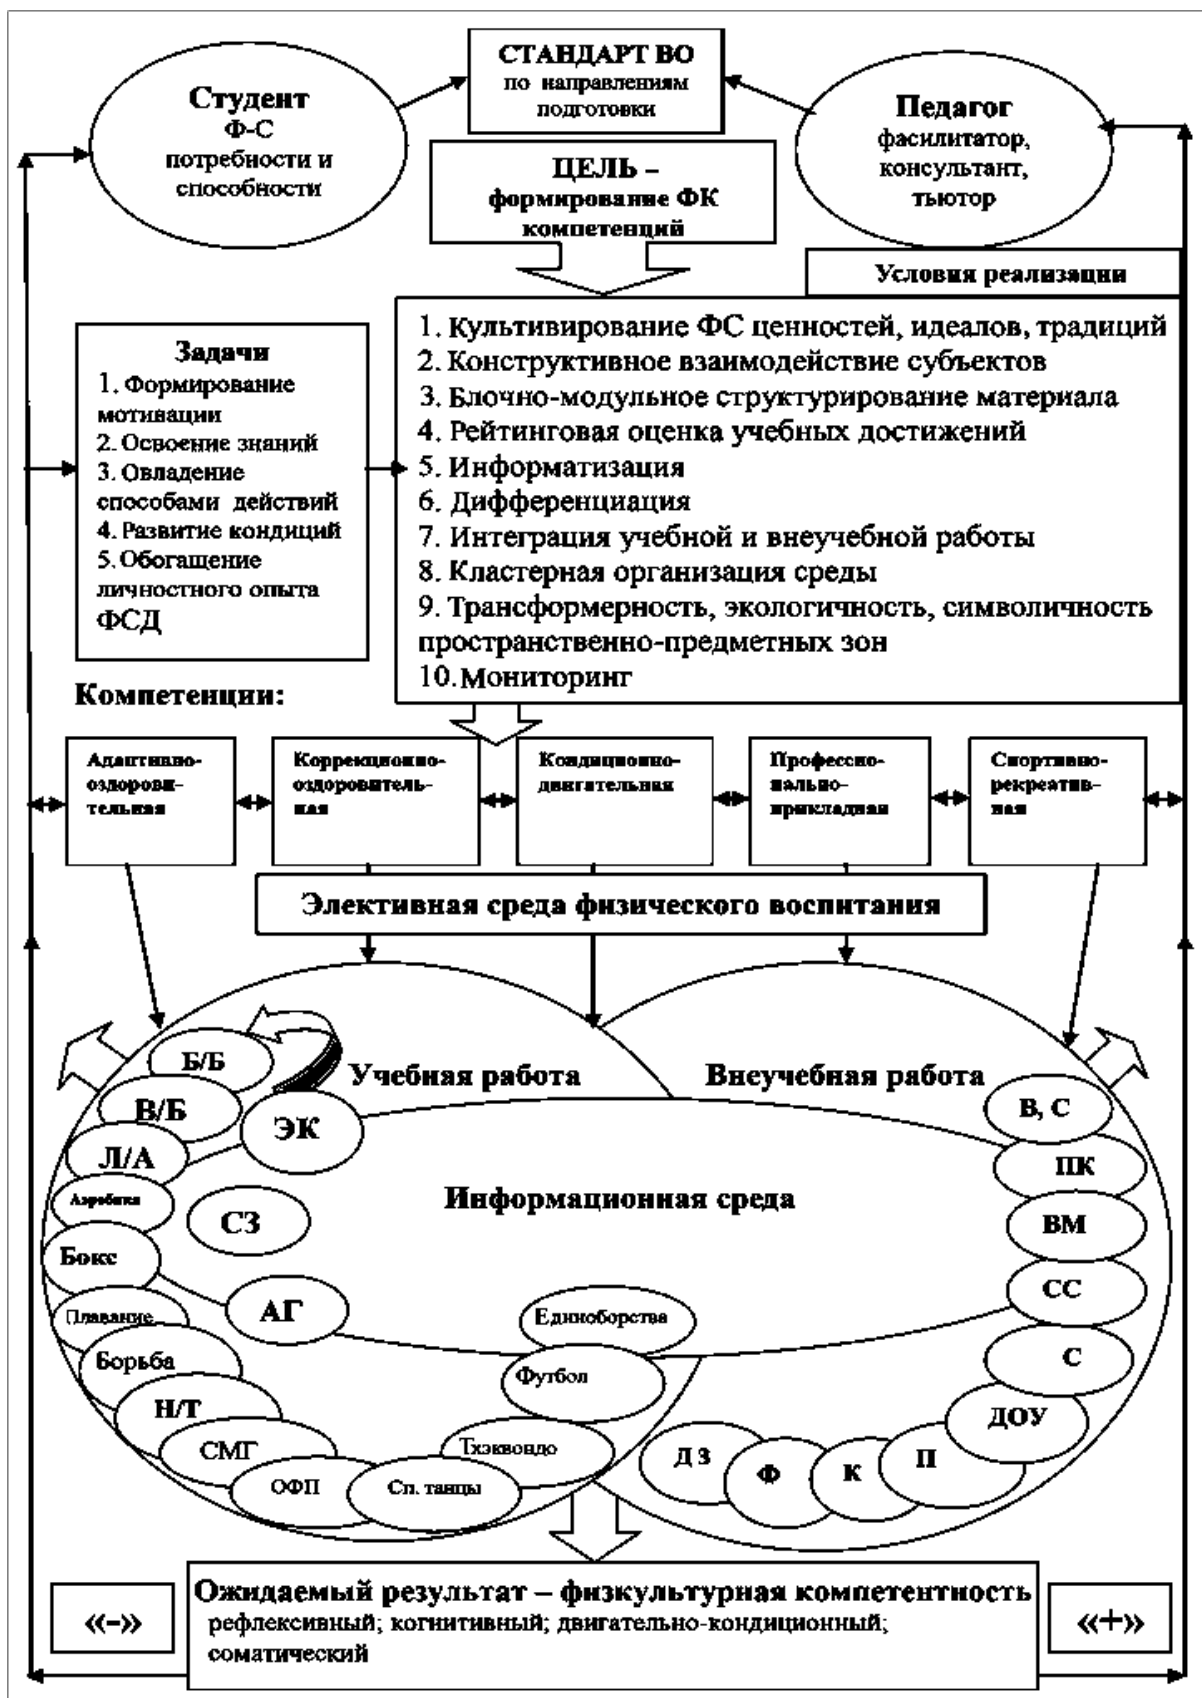 СТАНДАРТ ВО
по направлениям
подготовки
Студент
Ф-С
потребности и
способности
Педагог
фасилитатор,
консультант,
тьютор
ЦЕЛЬ –
формирование ФК
компетенций
Условия реализации
Задачи
1. Формирование
мотивации
2. Освоение знаний
3. Овладение
способами действий
4. Развитие кондиций
5. Обогащение
личностного опыта
ФСД
1. Культивирование ФС ценностей, идеалов, традиций
2. Конструктивное взаимодействие субъектов
3. Блочно-модульное структурирование материала
4. Рейтинговая оценка учебных достижений
5. Информатизация
6. Дифференциация
7. Интеграция учебной и внеучебной работы
8. Кластерная организация среды
9. Трансформерность, экологичность, символичность
пространственно-предметных зон
10. Мониторинг
Компетенции:
Адаптивно-
оздорови-
тельная
Коррекционно-
оздоровитель-
ная
Кондиционно-
двигательная
Профессио-
нально-
прикладная
Спортивно-
рекреатив-
ная
Элективная среда физического воспитания
Учебная работа
Внеучебная работа
Информационная среда
Б/Б
В/Б
Л/А
Аэробика
Бокс
Плавание
Борьба
Н/Т
СМГ
ОФП
Сп. танцы
Тхэквондо
Футбол
Единоборства
ЭК
СЗ
АГ
В, С
ПК
ВМ
СС
С
ДОУ
П
К
Ф
ДЗ
«-»
Ожидаемый результат – физкультурная компетентность
рефлексивный; когнитивный; двигательно-кондиционный;
соматический
«+»